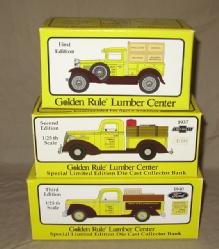 First
Edition
Golden Rule Lumber Center
Second
Edition
1/25th Scale
1937
Golden Rule Lumber Center
Special Limited Edition Die Cast Collector Bank
Third
Edition
1/25th
Scale
1940
Ford
Golden Rule Lumber Center
Special Limited Edition Die Cast Collector Bank